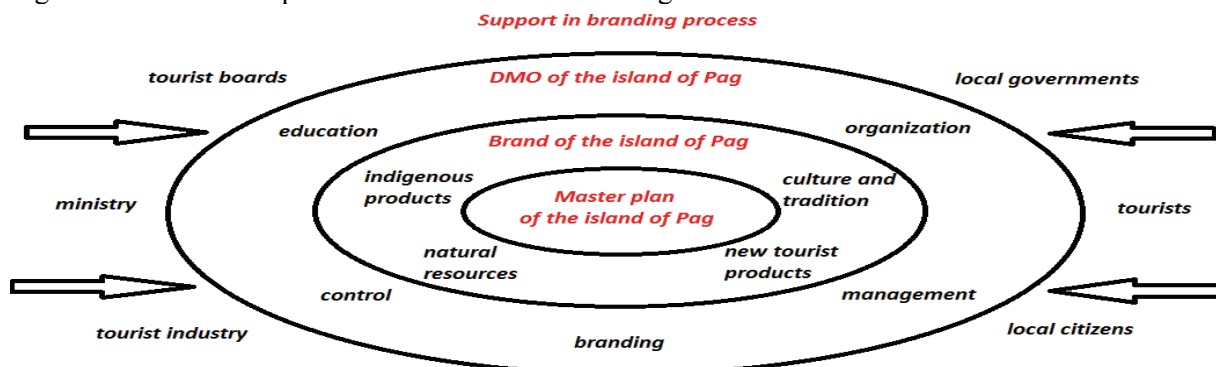 Support in branding process
tourist boards
DMO of the island of Pag
local governments
education
organization
Brand of the island of Pag
indigenous
products
culture and
tradition
Master plan
of the island of Pag
ministry
tourists
natural
resources
new tourist
products
control
management
tourist industry
local citizens
branding